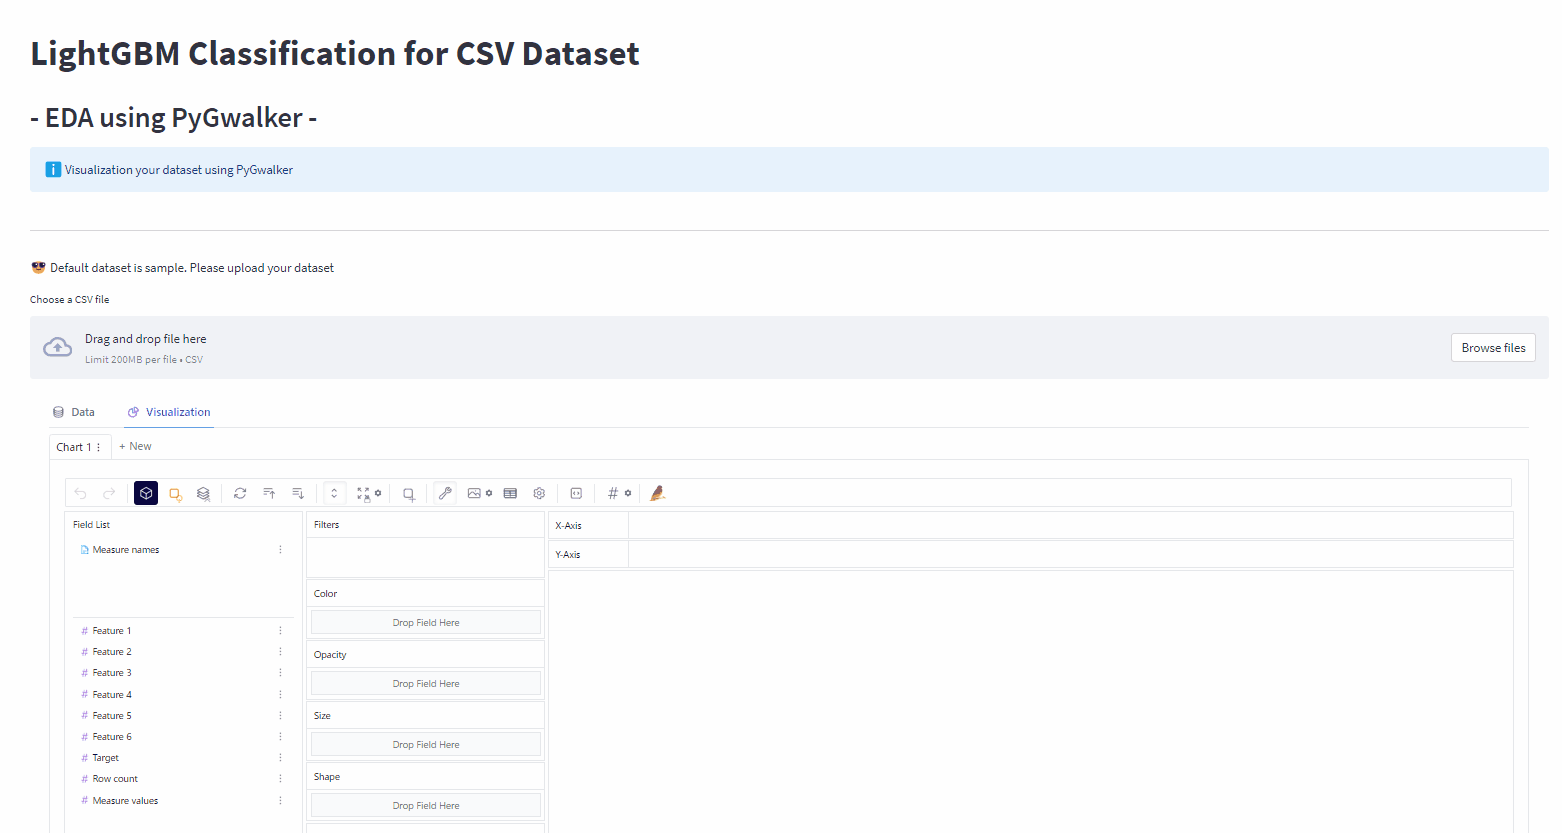 LightGBM Classification for CSV Dataset
- EDA using PyGwalker -
Visualization your dataset using PyGwalker
Default dataset is sample. Please upload your dataset
Choose a CSV file
Drag and drop file here
Limit 200MB per file • CSV
Browse files
Data
Visualization
Chart 1
+ New
Field List
Measure names
# Feature 1
# Feature 2
# Feature 3
# Feature 4
# Feature 5
# Feature 6
# Target
# Row count
# Measure values
Filters
Color
Drop Field Here
Opacity
Drop Field Here
Size
Drop Field Here
Shape
Drop Field Here
X-Axis
Y-Axis